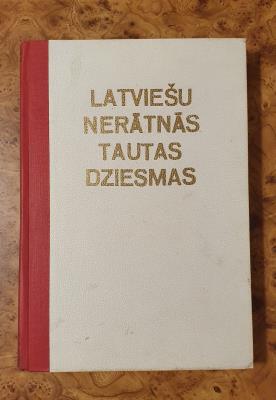 LATVIEŠU
NERĀTNĀS
TAUTAS
DZIESMAS